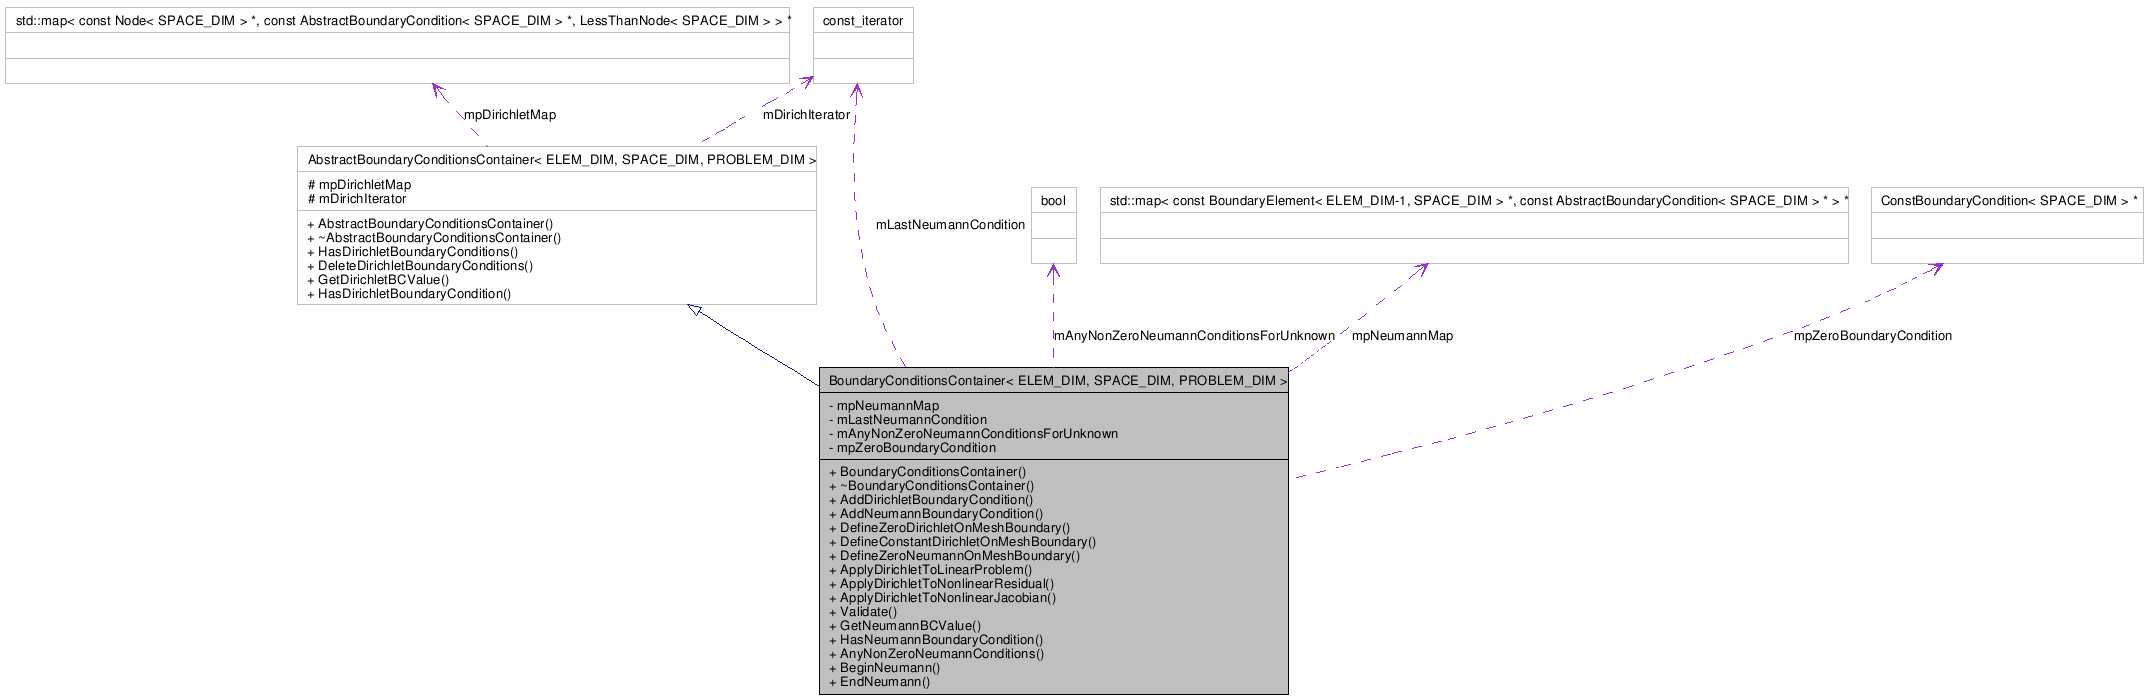 std::map< const Node< SPACE_DIM > *, const AbstractBoundaryCondition< SPACE_DIM > *, LessThanNode< SPACE_DIM > > *
const_iterator
mpDirichletMap
mDirichIterator
AbstractBoundaryConditionsContainer< ELEM_DIM, SPACE_DIM, PROBLEM_DIM >
# mpDirichletMap
# mDirichIterator
+ AbstractBoundaryConditionsContainer()
+ ~AbstractBoundaryConditionsContainer()
+ HasDirichletBoundaryConditions()
+ DeleteDirichletBoundaryConditions()
+ GetDirichletBCValue()
+ HasDirichletBoundaryCondition()
mLastNeumannCondition
bool
std::map< const BoundaryElement< ELEM_DIM-1, SPACE_DIM > *, const AbstractBoundaryCondition< SPACE_DIM > * > *
ConstBoundaryCondition< SPACE_DIM > *
mAnyNonZeroNeumannConditionsForUnknown
mpNeumannMap
mpZeroBoundaryCondition
BoundaryConditionsContainer< ELEM_DIM, SPACE_DIM, PROBLEM_DIM >
- mpNeumannMap
- mLastNeumannCondition
- mAnyNonZeroNeumannConditionsForUnknown
- mpZeroBoundaryCondition
+ BoundaryConditionsContainer()
+ ~BoundaryConditionsContainer()
+ AddDirichletBoundaryCondition()
+ AddNeumannBoundaryCondition()
+ DefineZeroDirichletOnMeshBoundary()
+ DefineConstantDirichletOnMeshBoundary()
+ DefineZeroNeumannOnMeshBoundary()
+ ApplyDirichletToLinearProblem()
+ ApplyDirichletToNonlinearResidual()
+ ApplyDirichletToNonlinearJacobian()
+ Validate()
+ GetNeumannBCValue()
+ HasNeumannBoundaryCondition()
+ AnyNonZeroNeumannConditions()
+ BeginNeumann()
+ EndNeumann()